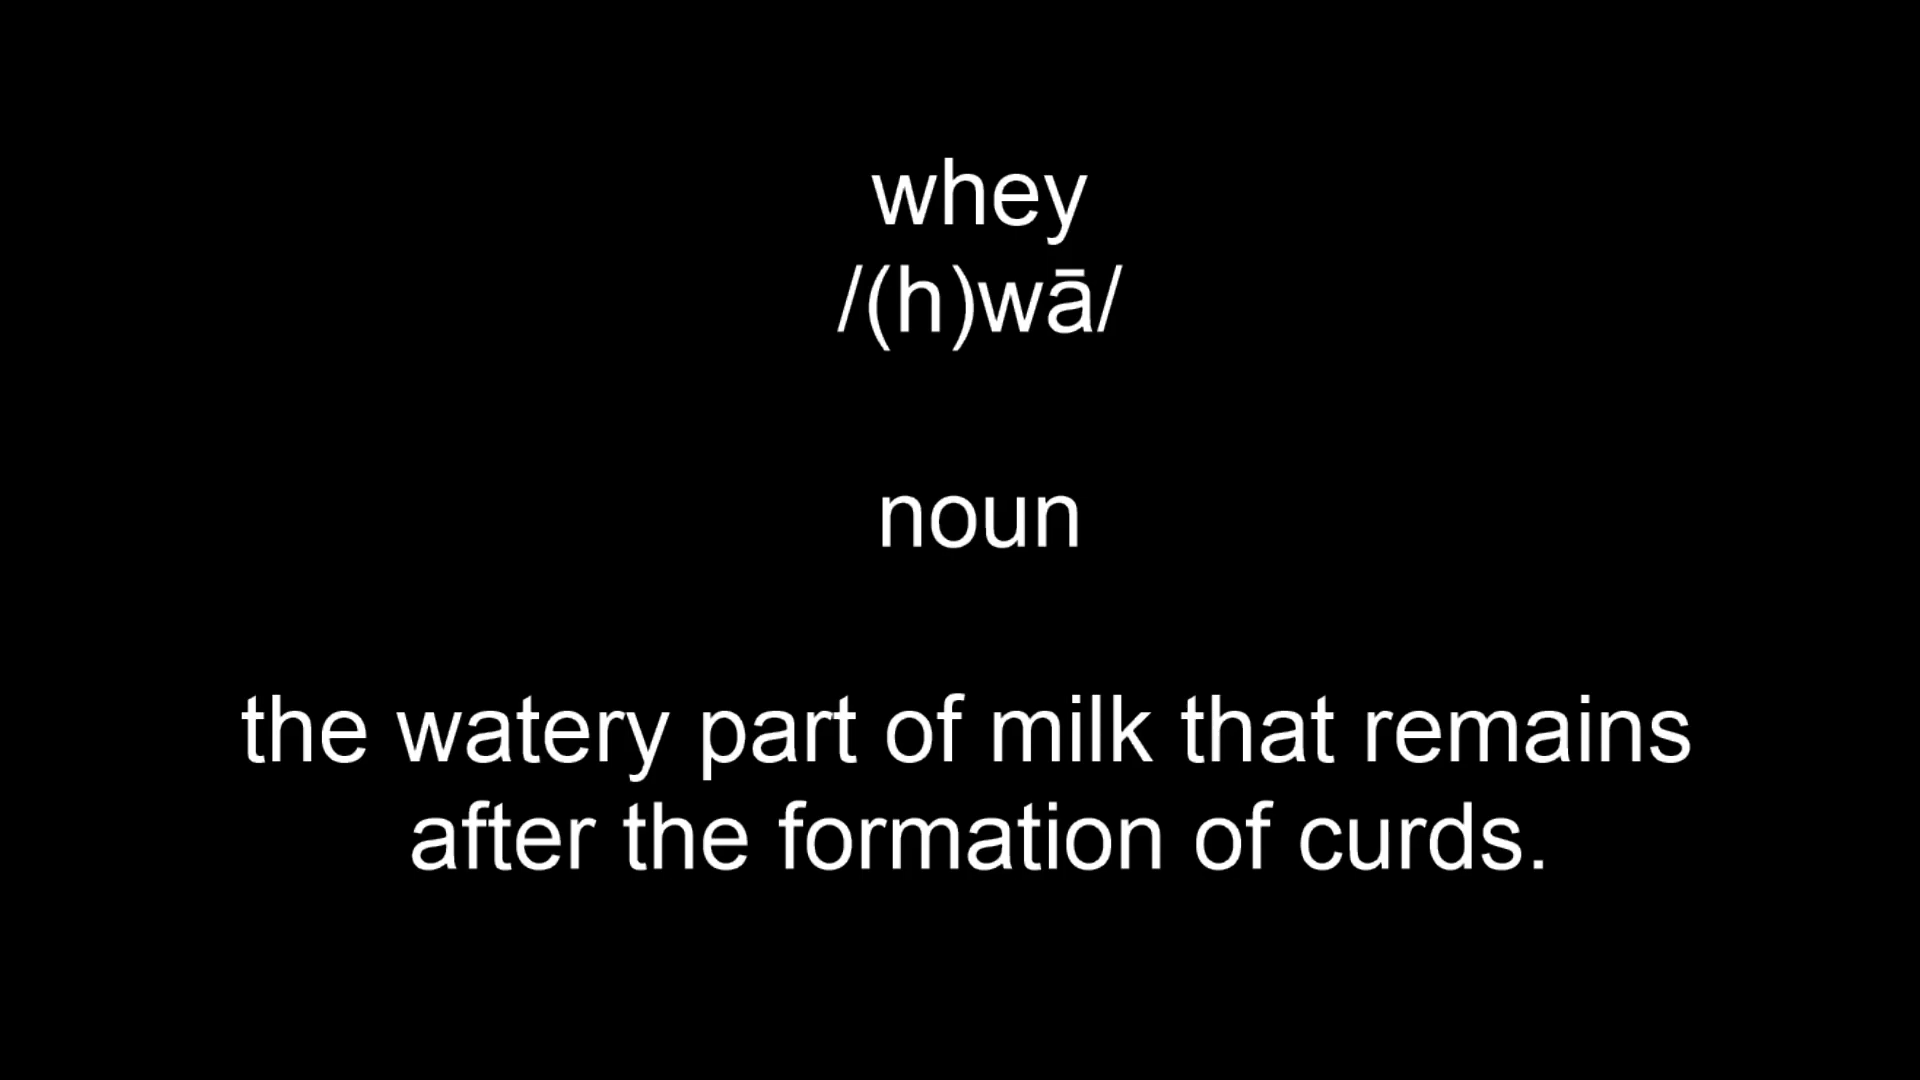 whey
/(h)wā/
noun
the watery part of milk that remains
after the formation of curds.